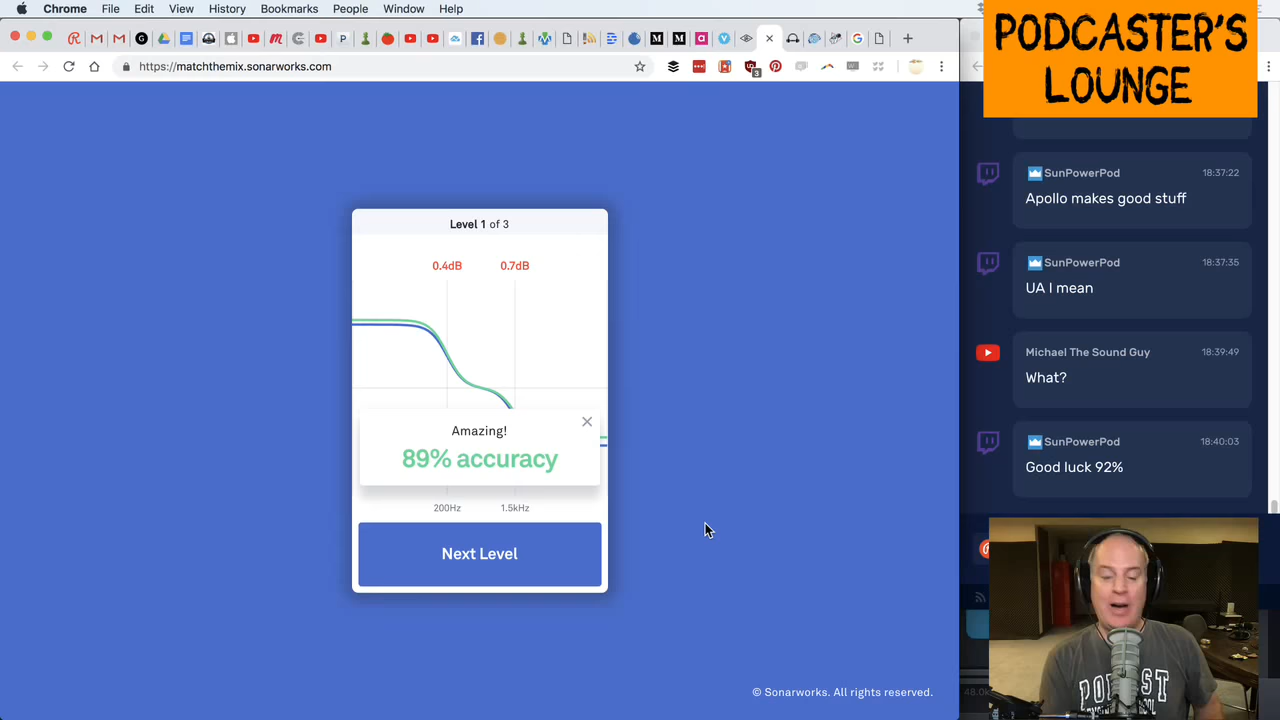 Chrome File Edit View History Bookmarks People Window Help
PODCASTER'S
LOUNGE
https://matchthemix.sonarworks.com
3
Level 1 of 3
0.4dB 0.7dB
Amazing!
89% accuracy
200Hz 1.5kHz
Next Level
© Sonarworks. All rights reserved.
SunPowerPod 18:37:22
Apollo makes good stuff
SunPowerPod 18:37:35
UA I mean
Michael The Sound Guy 18:39:49
What?
SunPowerPod 18:40:03
Good luck 92%